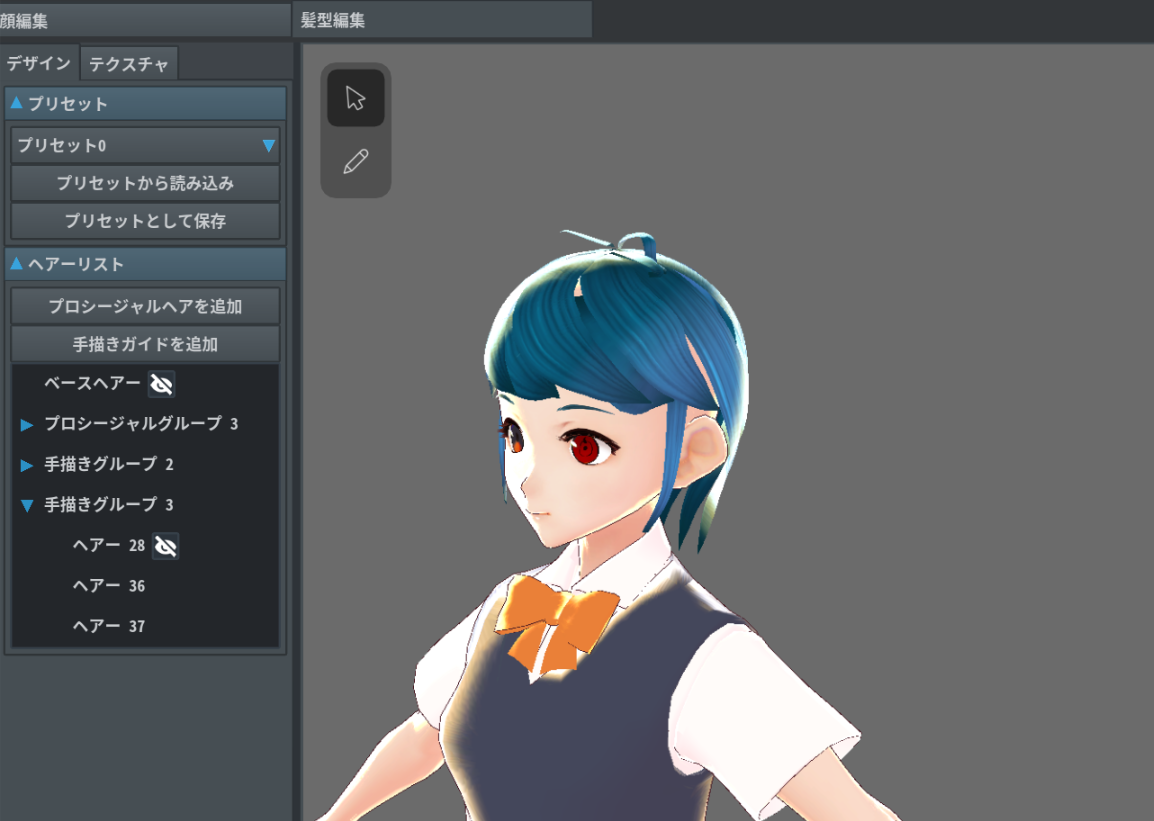 顔編集
髪型編集
デザイン
テクスチャ
プリセット
プリセット0
プリセットから読み込み
プリセットとして保存
ヘアーリスト
プロシージャルヘアを追加
手描きガイドを追加
ベースヘアー
プロシージャルグループ 3
手描きグループ 2
手描きグループ 3
ヘアー 28
ヘアー 36
ヘアー 37